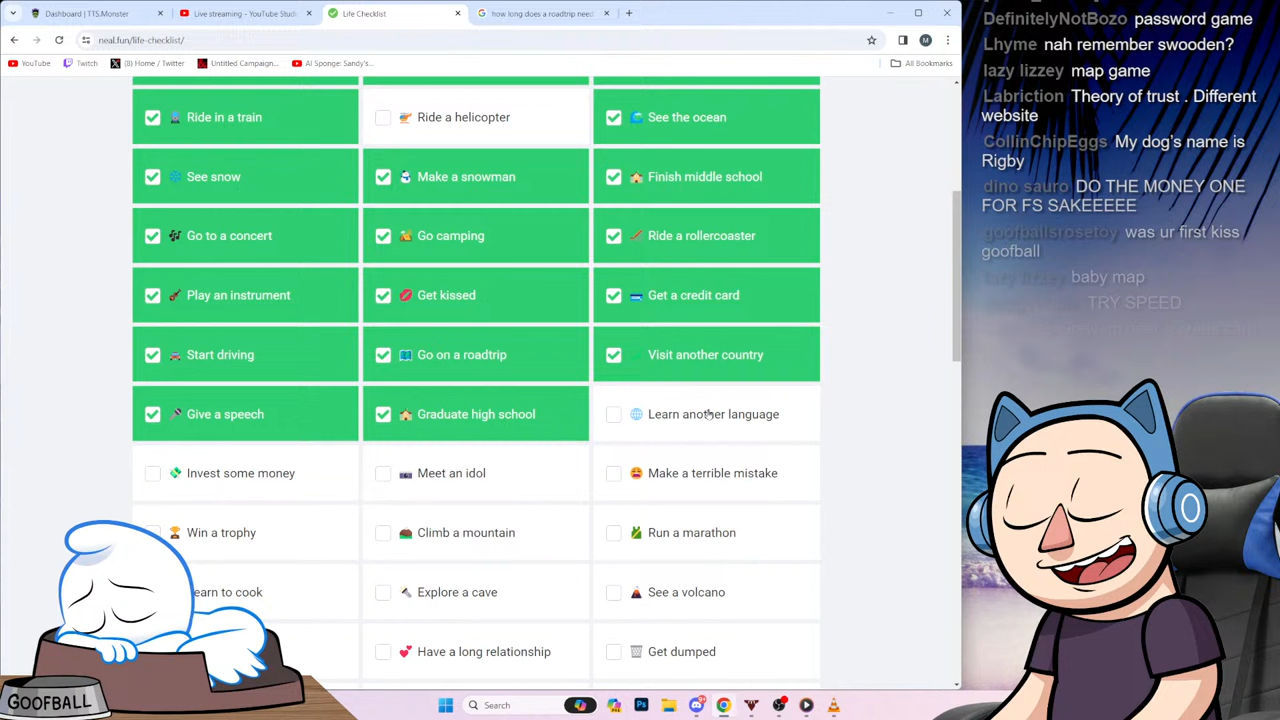 Dashboard | TTS.Monster
Live streaming - YouTube Stud
Life Checklist
how long does a roadtrip need
neal.fun/life-checklist/
M
YouTube
Twitch
(8) Home / Twitter
Untitled Campaign...
AI Sponge: Sandy's...
All Bookmarks
Ride in a train
Ride a helicopter
See the ocean
See snow
Make a snowman
Finish middle school
Go to a concert
Go camping
Ride a rollercoaster
Play an instrument
Get kissed
Get a credit card
Start driving
Go on a roadtrip
Visit another country
Give a speech
Graduate high school
Learn another language
Invest some money
Meet an idol
Make a terrible mistake
Win a trophy
Climb a mountain
Run a marathon
earn to cook
Explore a cave
See a volcano
Have a long relationship
Get dumped
GOOFBALL
Search
DefinitelyNotBozo password game
Lhyme nah remember swooden?
lazy lizzey map game
Labriction Theory of trust . Different
website
CollinChipEggs My dog's name is
Rigby
dino sauro DO THE MONEY ONE
FOR FS SAKEEEEE
goofballsrosetoy was ur first kiss
goofball
lazy lizzey baby map
TRY SPEED